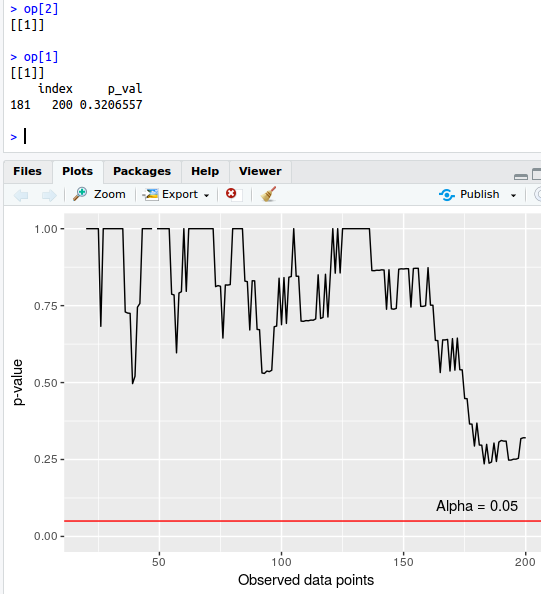 > op[2]
[[1]]
> op[1]
[[1]]
index p_val
181 200 0.3206557
>
Files Plots Packages Help Viewer
Zoom Export Publish
1.00
0.75
0.50
0.25
0.00
p-value
Alpha = 0.05
50 100 150 200
Observed data points